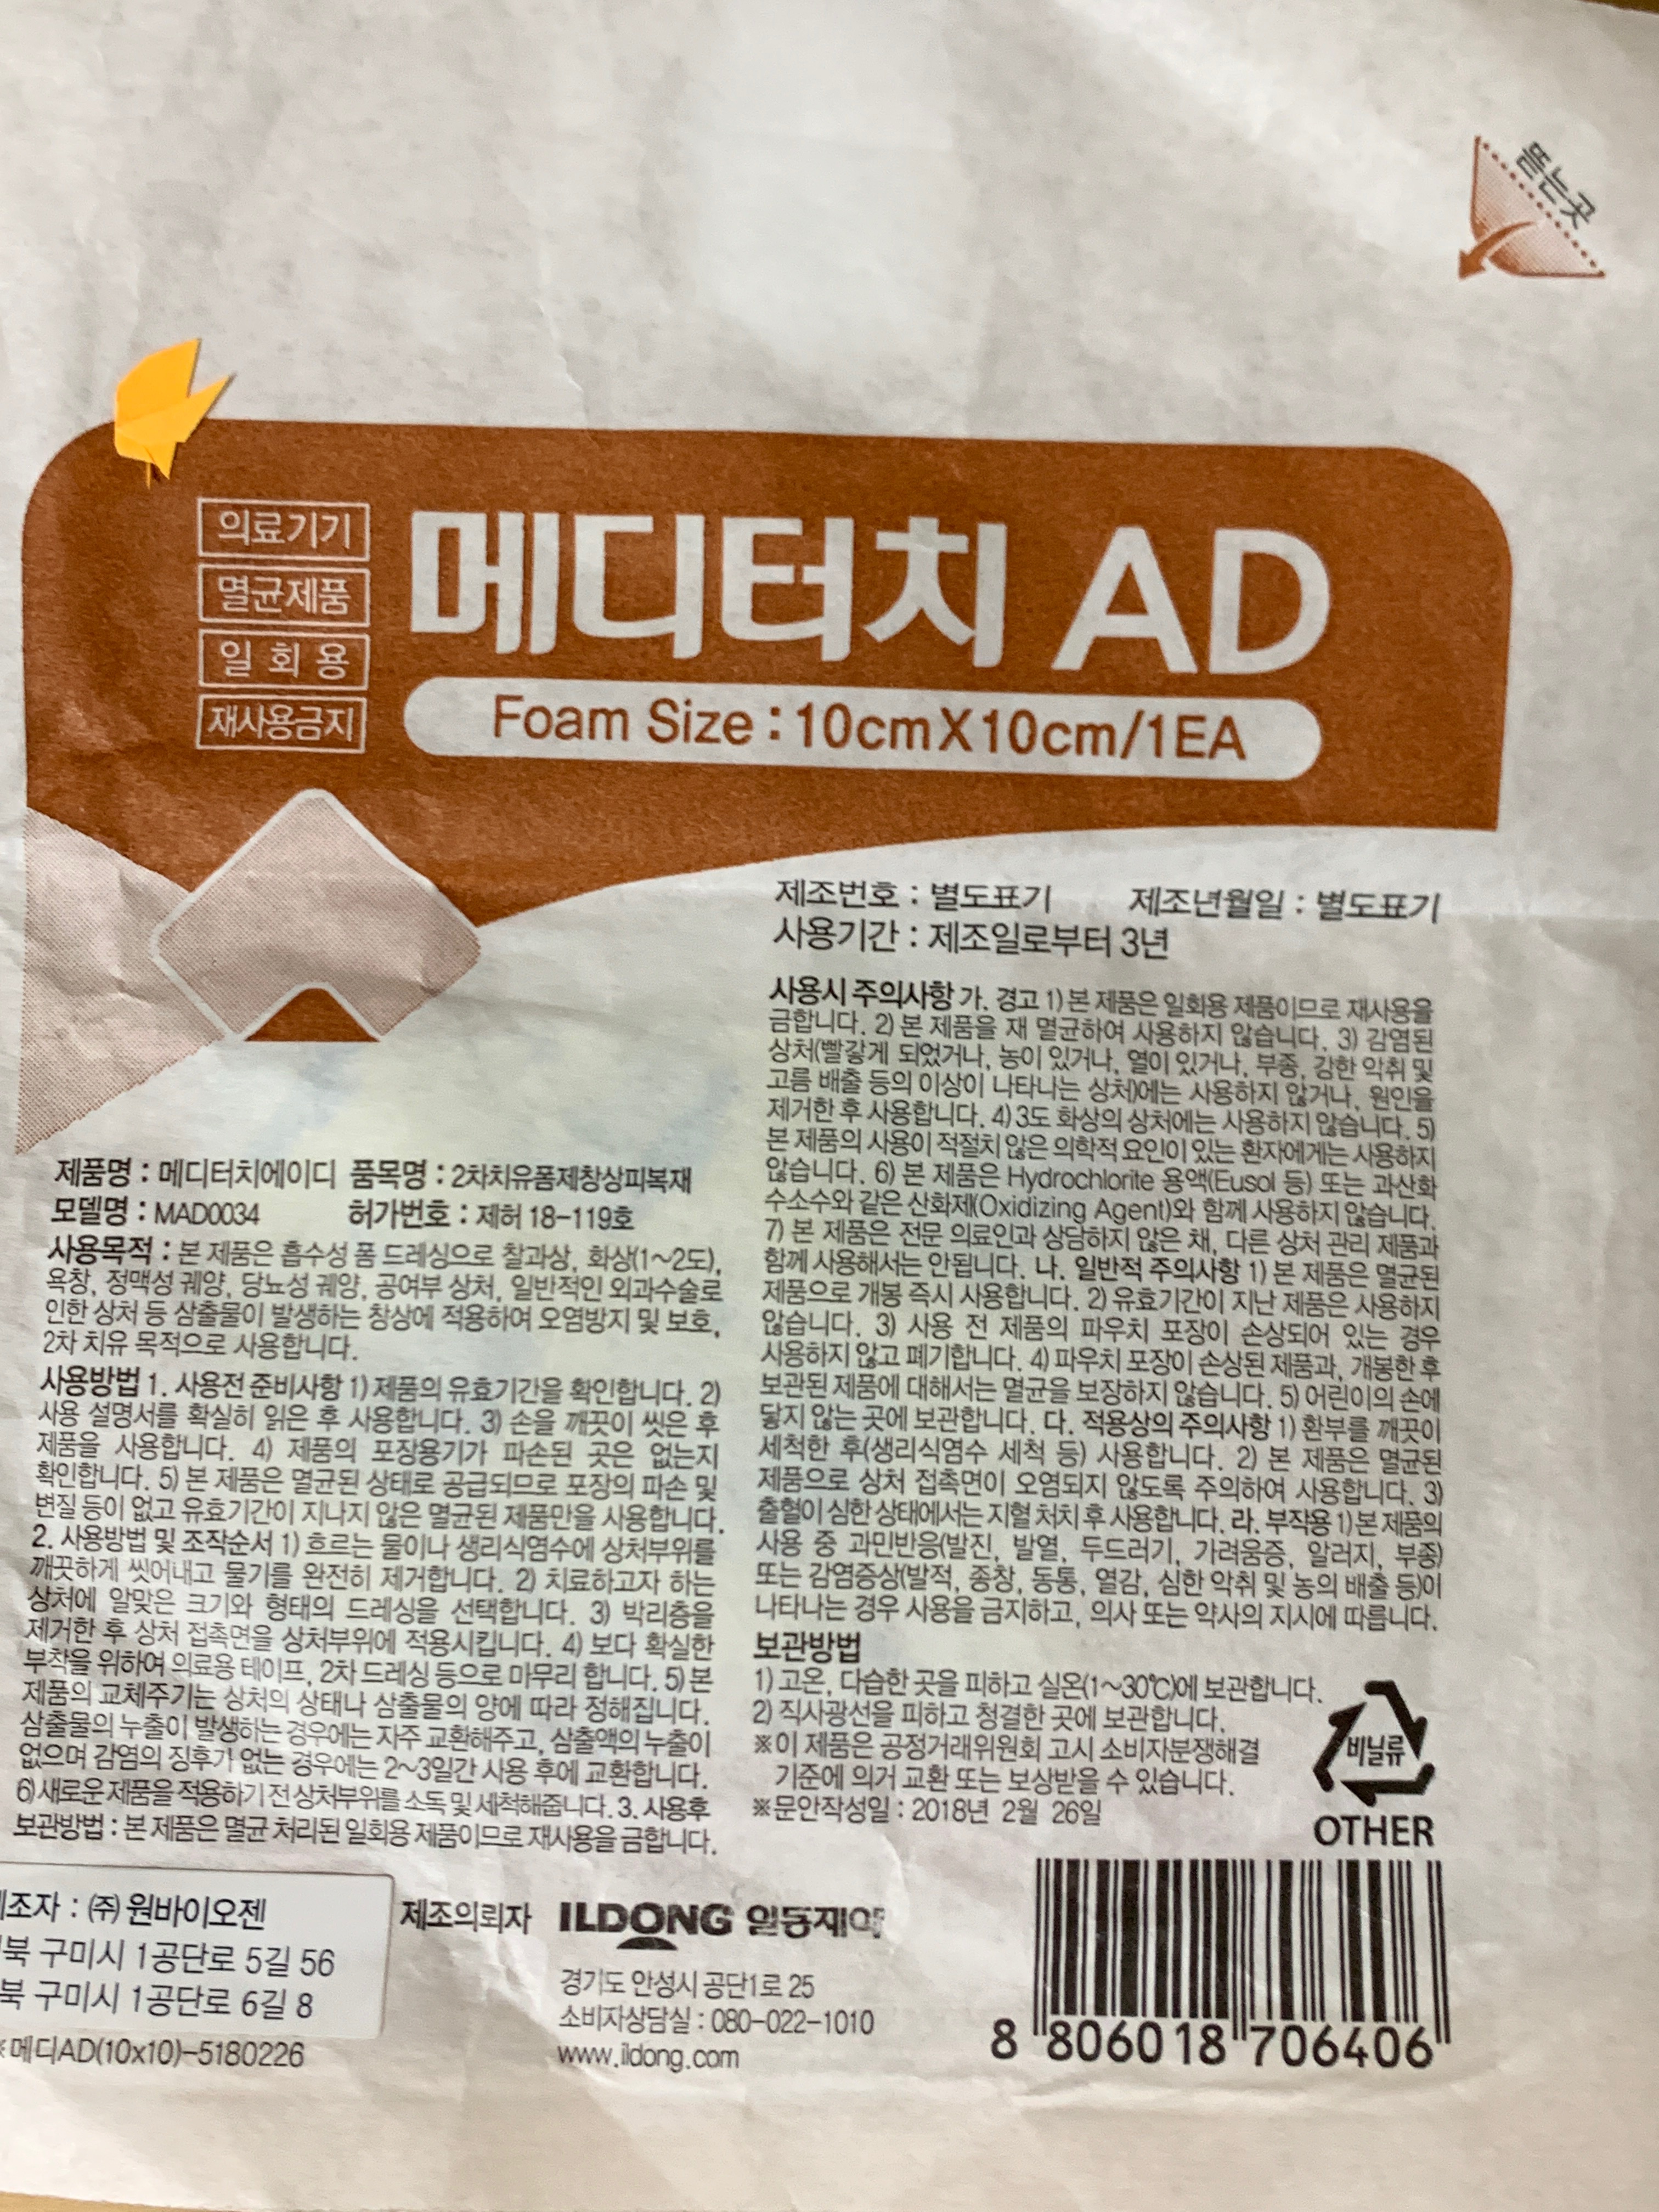 뜯는곳
의료기기
멸균제품
일 회 용
재사용금지
메디터치 AD
Foam Size : 10cmX10cm/1EA
제조번호 : 별도표기 제조년월일 : 별도표기
사용기간 : 제조일로부터 3년
제품명 : 메디터치에이디 품목명 : 2차치유폼제창상피복재
모델명 : MAD0034 허가번호 : 제허 18-119호
사용목적 : 본 제품은 흡수성 폼 드레싱으로 찰과상, 화상(1~2도),
욕창, 정맥성 궤양, 당뇨성 궤양, 공여부 상처, 일반적인 외과수술로
인한 상처 등 삼출물이 발생하는 창상에 적용하여 오염방지 및 보호,
2차 치유 목적으로 사용합니다.
사용방법 1. 사용전 준비사항 1) 제품의 유효기간을 확인합니다. 2)
사용 설명서를 확실히 읽은 후 사용합니다. 3) 손을 깨끗이 씻은 후
제품을 사용합니다. 4) 제품의 포장용기가 파손된 곳은 없는지
확인합니다. 5) 본 제품은 멸균된 상태로 공급되므로 포장의 파손 및
변질 등이 없고 유효기간이 지나지 않은 멸균된 제품만을 사용합니다.
2. 사용방법 및 조작순서 1) 흐르는 물이나 생리식염수에 상처부위를
깨끗하게 씻어내고 물기를 완전히 제거합니다. 2) 치료하고자 하는
상처에 알맞은 크기와 형태의 드레싱을 선택합니다. 3) 박리층을
제거한 후 상처 접촉면을 상처부위에 적용시킵니다. 4) 보다 확실한
부착을 위하여 의료용 테이프, 2차 드레싱 등으로 마무리 합니다. 5) 본
제품의 교체주기는 상처의 상태나 삼출물의 양에 따라 정해집니다.
삼출물의 누출이 발생하는 경우에는 자주 교환해주고, 삼출액의 누출이
없으며 감염의 징후가 없는 경우에는 2~3일간 사용 후에 교환합니다.
6) 새로운 제품을 적용하기 전 상처부위를 소독 및 세척해줍니다. 3. 사용후
보관방법 : 본 제품은 멸균 처리된 일회용 제품이므로 재사용을 금합니다.
사용시 주의사항 가. 경고 1) 본 제품은 일회용 제품이므로 재사용을
금합니다. 2) 본 제품을 재 멸균하여 사용하지 않습니다. 3) 감염된
상처(빨갛게 되었거나, 농이 있거나, 열이 있거나, 부종, 강한 악취 및
고름 배출 등의 이상이 나타나는 상처)에는 사용하지 않거나, 원인을
제거한 후 사용합니다. 4) 3도 화상의 상처에는 사용하지 않습니다. 5)
본 제품의 사용이 적절치 않은 의학적 요인이 있는 환자에게는 사용하지
않습니다. 6) 본 제품은 Hydrochlorite 용액(Eusol 등) 또는 과산화
수소수와 같은 산화제(Oxidizing Agent)와 함께 사용하지 않습니다.
7) 본 제품은 전문 의료인과 상담하지 않은 채, 다른 상처 관리 제품과
함께 사용해서는 안됩니다. 나. 일반적 주의사항 1) 본 제품은 멸균된
제품으로 개봉 즉시 사용합니다. 2) 유효기간이 지난 제품은 사용하지
않습니다. 3) 사용 전 제품의 파우치 포장이 손상되어 있는 경우
사용하지 않고 폐기합니다. 4) 파우치 포장이 손상된 제품과, 개봉한 후
보관된 제품에 대해서는 멸균을 보장하지 않습니다. 5) 어린이의 손에
닿지 않는 곳에 보관합니다. 다. 적용상의 주의사항 1) 환부를 깨끗이
세척한 후(생리식염수 세척 등) 사용합니다. 2) 본 제품은 멸균된
제품으로 상처 접촉면이 오염되지 않도록 주의하여 사용합니다. 3)
출혈이 심한 상태에서는 지혈 처치 후 사용합니다. 라. 부작용 1) 본 제품의
사용 중 과민반응(발진, 발열, 두드러기, 가려움증, 알러지, 부종)
또는 감염증상(발적, 종창, 동통, 열감, 심한 악취 및 농의 배출 등)이
나타나는 경우 사용을 금지하고, 의사 또는 약사의 지시에 따릅니다.
보관방법
1) 고온, 다습한 곳을 피하고 실온(1~30℃)에 보관합니다.
2) 직사광선을 피하고 청결한 곳에 보관합니다.
※이 제품은 공정거래위원회 고시 소비자분쟁해결
기준에 의거 교환 또는 보상받을 수 있습니다.
※문안작성일 : 2018년 2월 26일
비닐류
OTHER
조자 : ㈜ 원바이오젠
북 구미시 1공단로 5길 56
북 구미시 1공단로 6길 8
※메디AD(10x10)-5180226
제조의뢰자 ILDONG 일동제약
경기도 안성시 공단1로 25
소비자상담실 : 080-022-1010
www.ildong.com
8 806018 706406